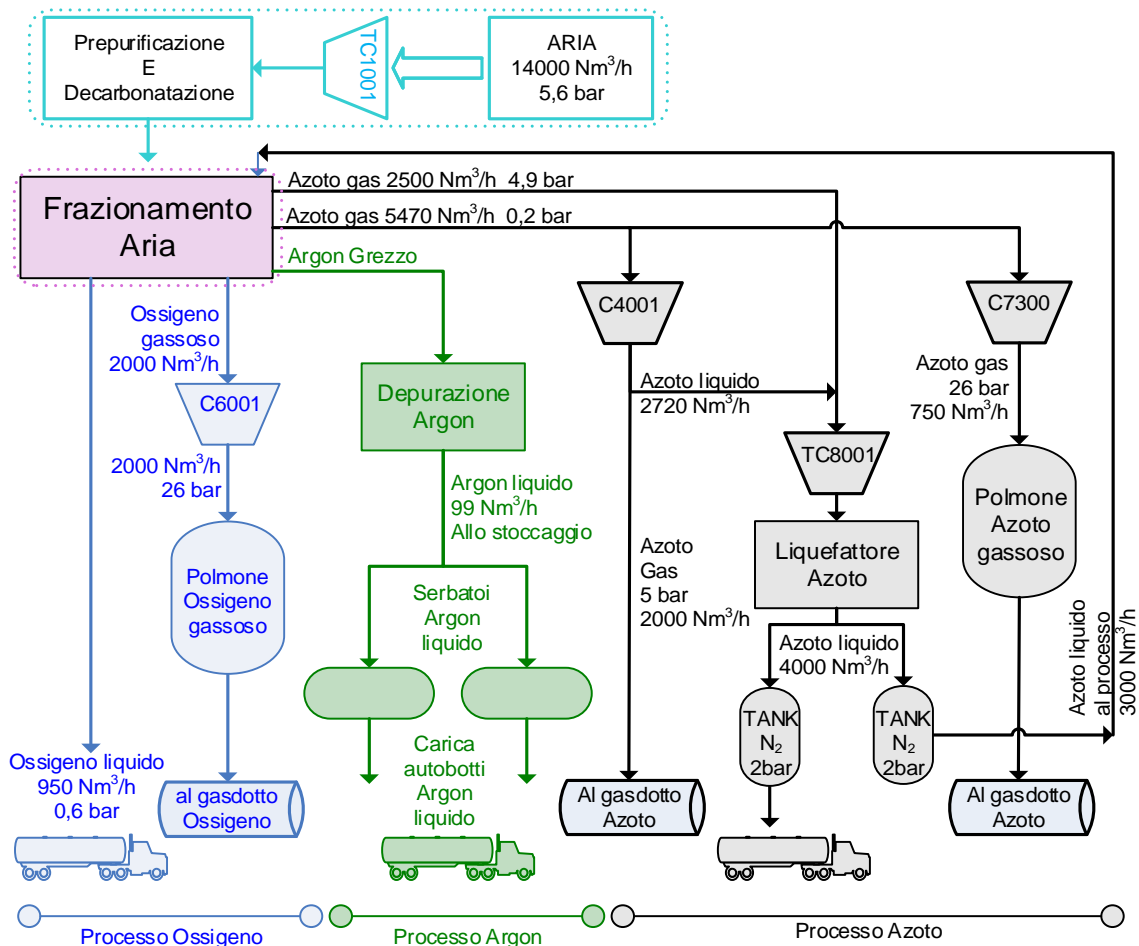 Prepurificazione
E
Decarbonatazione
TC1001
ARIA
14000 Nm³/h
5,6 bar
Frazionamento
Aria
Azoto gas 2500 Nm³/h 4,9 bar
Azoto gas 5470 Nm³/h 0,2 bar
Argon Grezzo
Ossigeno
gassoso
2000 Nm³/h
C6001
2000 Nm³/h
26 bar
Polmone
Ossigeno
gassoso
Ossigeno liquido
950 Nm³/h
0,6 bar
al gasdotto
Ossigeno
Depurazione
Argon
Argon liquido
99 Nm³/h
Allo stoccaggio
Serbatoi
Argon
liquido
Carica
autobotti
Argon
liquido
C4001
Azoto liquido
2720 Nm³/h
Azoto
Gas
5 bar
2000 Nm³/h
Al gasdotto
Azoto
TC8001
Liquefattore
Azoto
Azoto liquido
4000 Nm³/h
TANK
N₂
2bar
TANK
N₂
2bar
C7300
Azoto gas
26 bar
750 Nm³/h
Polmone
Azoto
gassoso
Azoto liquido
al processo
3000 Nm³/h
Al gasdotto
Azoto
Processo Ossigeno
Processo Argon
Processo Azoto